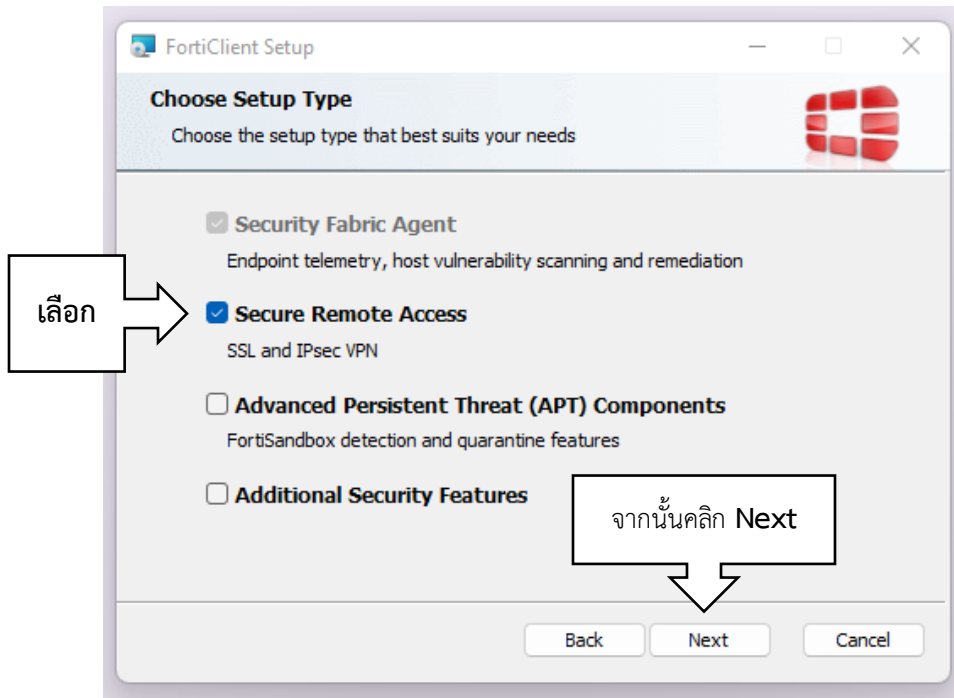 FortiClient Setup
Choose Setup Type
Choose the setup type that best suits your needs
Security Fabric Agent
Endpoint telemetry, host vulnerability scanning and remediation
เลือก
Secure Remote Access
SSL and IPsec VPN
Advanced Persistent Threat (APT) Components
FortiSandbox detection and quarantine features
Additional Security Features
จากนั้นคลิก Next
Back
Next
Cancel